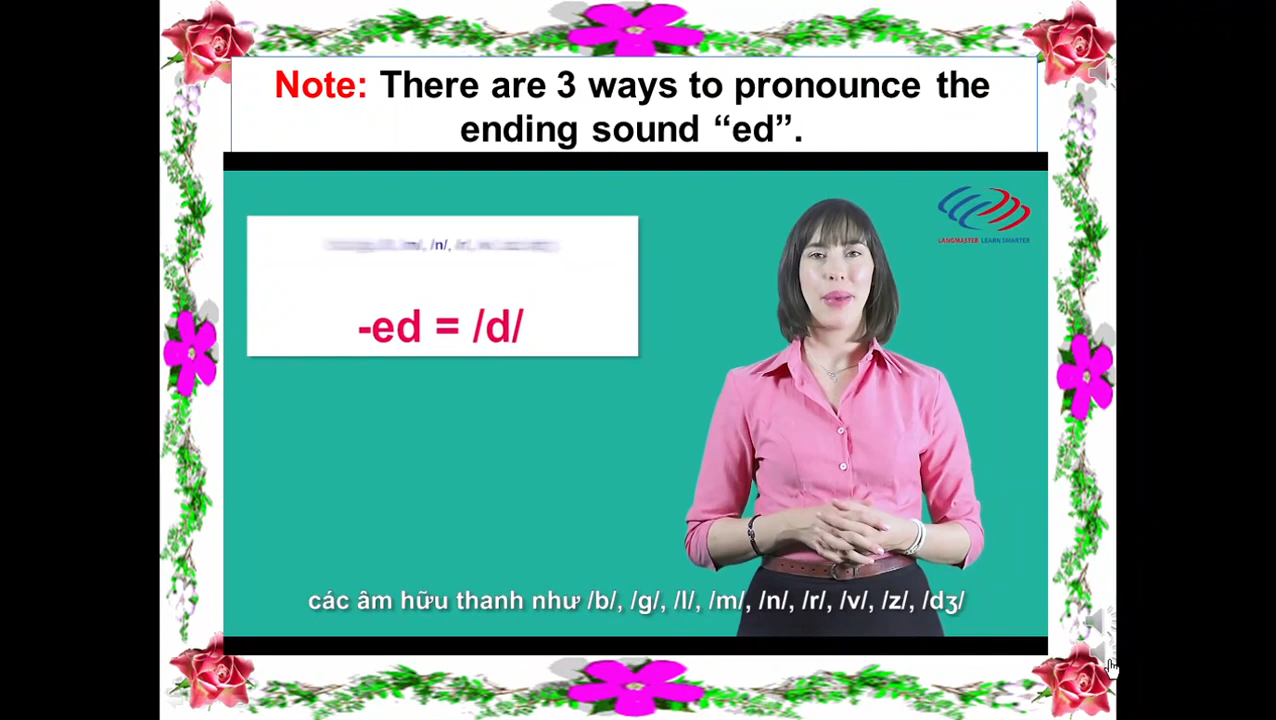 Note: There are 3 ways to pronounce the
ending sound “ed”.
LANGMASTER LEARN SMARTER
/n/,
-ed = /d/
các âm hữu thanh như /b/, /g/, /l/, /m/, /n/, /r/, /v/, /z/, /dʒ/